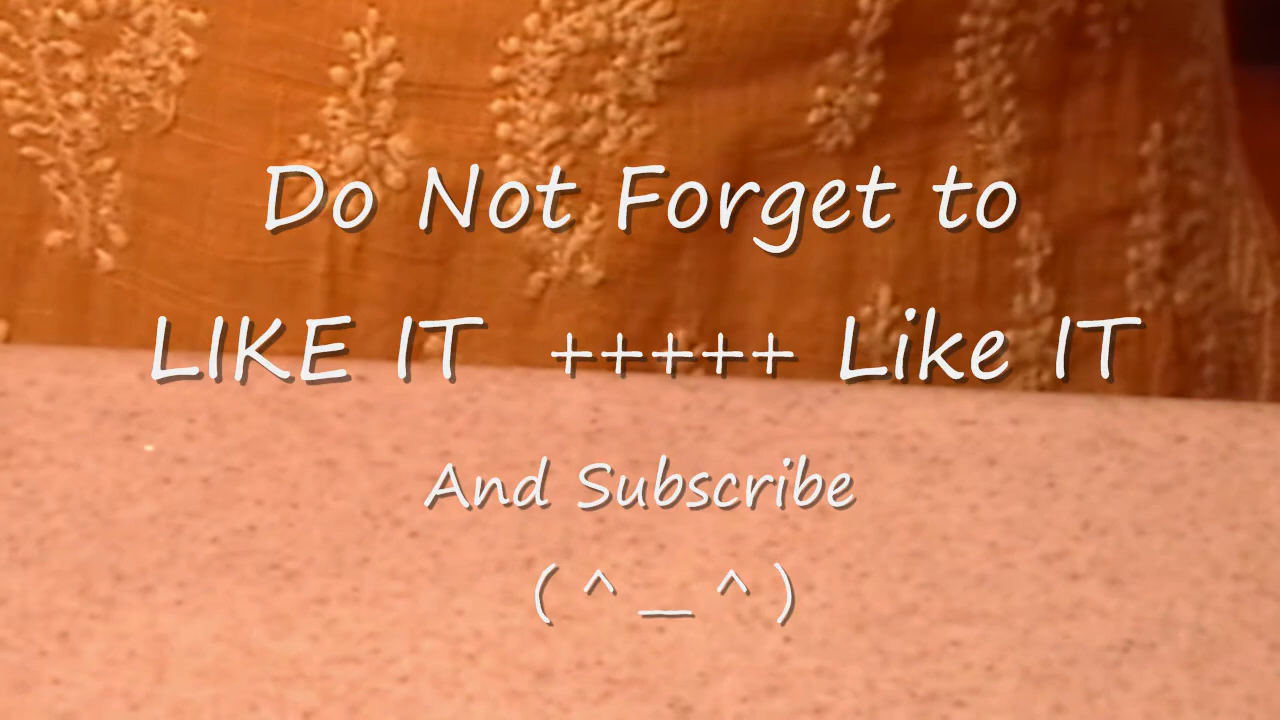 Do Not Forget to
LIKE IT +++++ Like IT
And Subscribe
( ^ _ ^ )